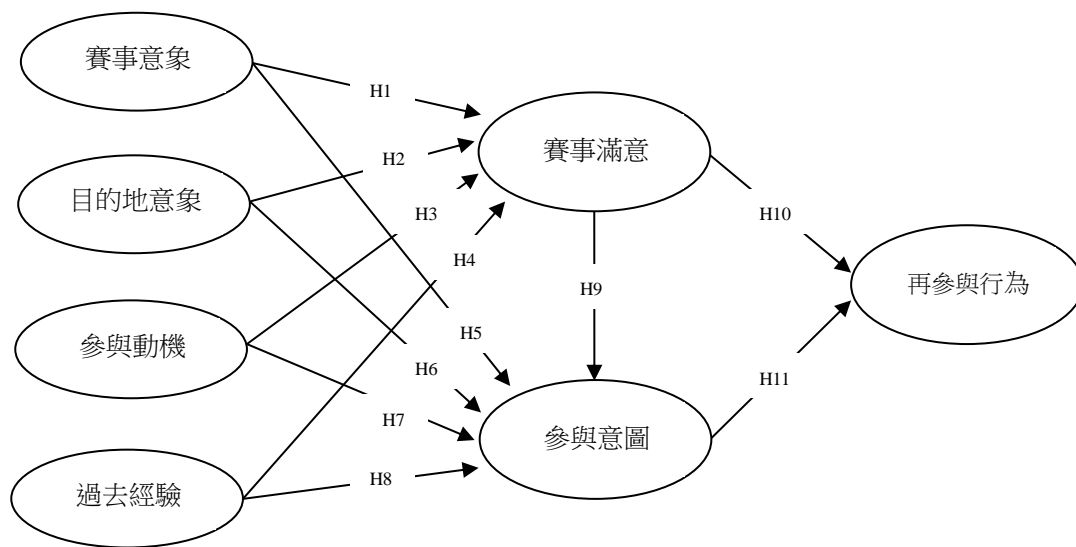 賽事意象
H1
賽事滿意
H2
目的地意象
H3
H10
H4
再參與行為
H9
H5
參與動機
H6
H11
H7
參與意圖
過去經驗
H8